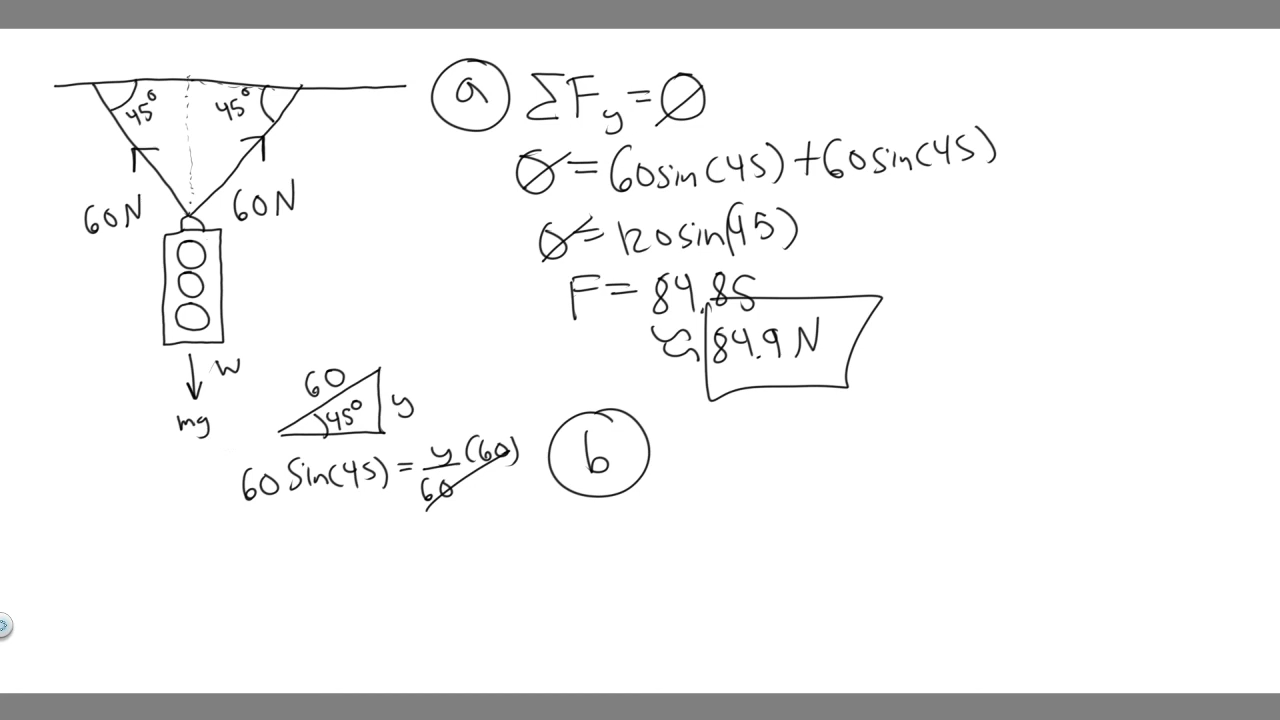 45°
45°
60N
60N
W
mg
60
45°
y
60 Sin(45) = y (60)
60
a
ΣFy = ∅
∅ = 60sin(45) + 60sin(45)
∅ = 120sin(45)
F = 84.85
≈ 84.9 N
b